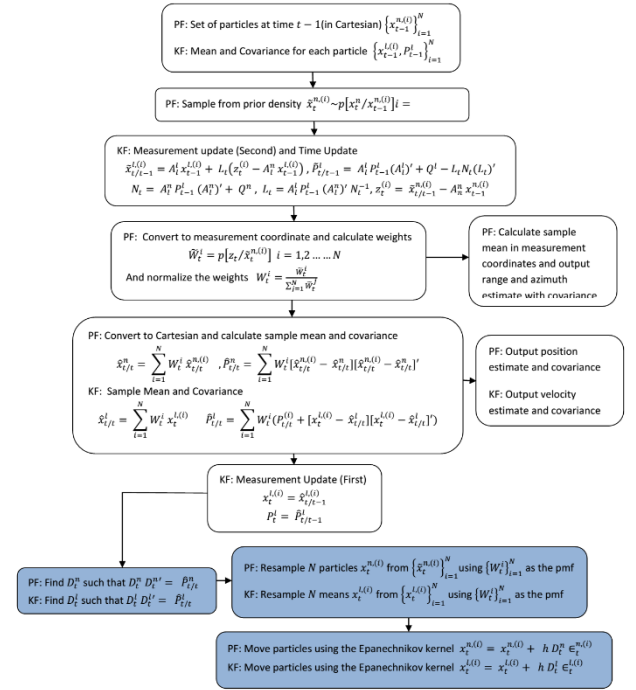 PF: Set of particles at time t − 1(in Cartesian) {x_{t−1}^{n,(i)}}_{i=1}^{N}
KF: Mean and Covariance for each particle {x_{t−1}^{l,(i)}, P_{t−1}^{l}}_{i=1}^{N}
PF: Sample from prior density x̃_t^{n,(i)}~p[x_t^n/x_{t−1}^{n,(i)}]i =
KF: Measurement update (Second) and Time Update
x̃_{t/t−1}^{l,(i)} = A_t^l x_{t−1}^{l,(i)} + L_t(z_t^{(i)} − A_t^n x_{t−1}^{l,(i)}) , P̃_{t/t−1}^l = A_t^l P_{t−1}^l (A_t^l)′ + Q^l − L_t N_t(L_t)′
N_t = A_t^n P_{t−1}^l (A_t^n)′ + Q^n , L_t = A_t^l P_{t−1}^l (A_t^n)′ N_t^{−1}, z_t^{(i)} = x̃_{t/t−1}^{n,(i)} − A_n^n x_{t−1}^{n,(i)}
PF: Convert to measurement coordinate and calculate weights
W̃_t^i = p[z_t/x̃_t^{n,(i)}] i = 1,2 … … N
And normalize the weights W_t^i = W̃_t^i / Σ_{j=1}^N W̃_t^j
PF: Calculate sample
mean in measurement
coordinates and output
range and azimuth
estimate with covariance
PF: Convert to Cartesian and calculate sample mean and covariance
x̂_{t/t}^n = ∑_{i=1}^{N} W_t^i x̂_{t/t}^{n,(i)} , P̂_{t/t}^n = ∑_{i=1}^{N} W_t^i[x̂_{t/t}^{n,(i)} − x̂_{t/t}^n][x̂_{t/t}^{n,(i)} − x̂_{t/t}^n]′
KF: Sample Mean and Covariance
x̂_{t/t}^l = ∑_{i=1}^{N} W_t^i x_t^{l,(i)} P̂_{t/t}^l = ∑_{i=1}^{N} W_t^i(P_{t/t}^{(i)} + [x_t^{l,(i)} − x̂_{t/t}^l][x_t^{l,(i)} − x̂_{t/t}^l]′)
PF: Output position
estimate and covariance
KF: Output velocity
estimate and covariance
KF: Measurement Update (First)
x_t^{l,(i)} = x̃_{t/t−1}^{l,(i)}
P_t^l = P̃_{t/t−1}^l
PF: Find D_t^n such that D_t^n D_t^n′ = P̂_{t/t}^n
KF: Find D_t^l such that D_t^l D_t^l′ = P̂_{t/t}^l
PF: Resample N particles x_t^{n,(i)} from {x̃_t^{n,(i)}}_{i=1}^{N} using {W_t^i}_{i=1}^{N} as the pmf
KF: Resample N means x_t^{l,(i)} from {x_t^{l,(i)}}_{i=1}^{N} using {W_t^i}_{i=1}^{N} as the pmf
PF: Move particles using the Epanechnikov kernel x_t^{n,(i)} = x_t^{n,(i)} + h D_t^n ∈_t^{n,(i)}
KF: Move particles using the Epanechnikov kernel x_t^{l,(i)} = x_t^{l,(i)} + h D_t^l ∈_t^{l,(i)}